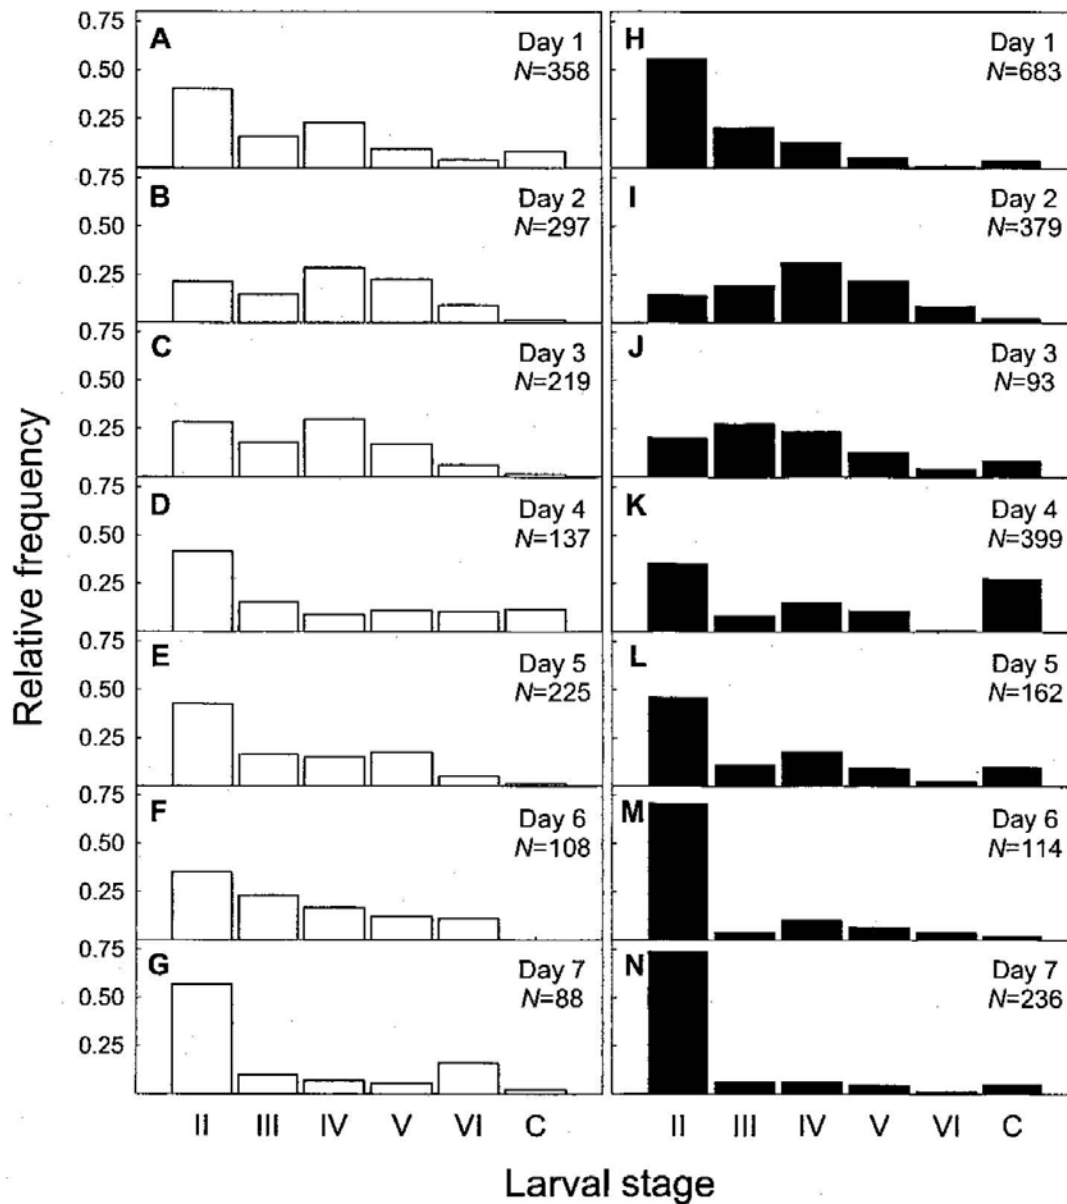 0.75
0.50
0.25
A
Day 1
N=358
H
Day 1
N=683
0.75
0.50
0.25
B
Day 2
N=297
I
Day 2
N=379
0.75
0.50
0.25
C
Day 3
N=219
J
Day 3
N=93
0.75
0.50
0.25
D
Day 4
N=137
K
Day 4
N=399
0.75
0.50
0.25
E
Day 5
N=225
L
Day 5
N=162
0.75
0.50
0.25
F
Day 6
N=108
M
Day 6
N=114
0.75
0.50
0.25
G
Day 7
N=88
N
Day 7
N=236
Relative frequency
II III IV V VI C II III IV V VI C
Larval stage